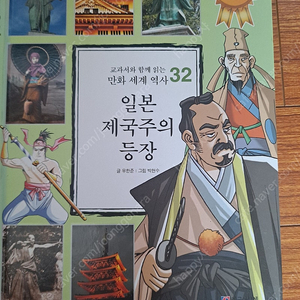 교과서와 함께 읽는
만화 세계 역사 32
일본
제국주의
등장